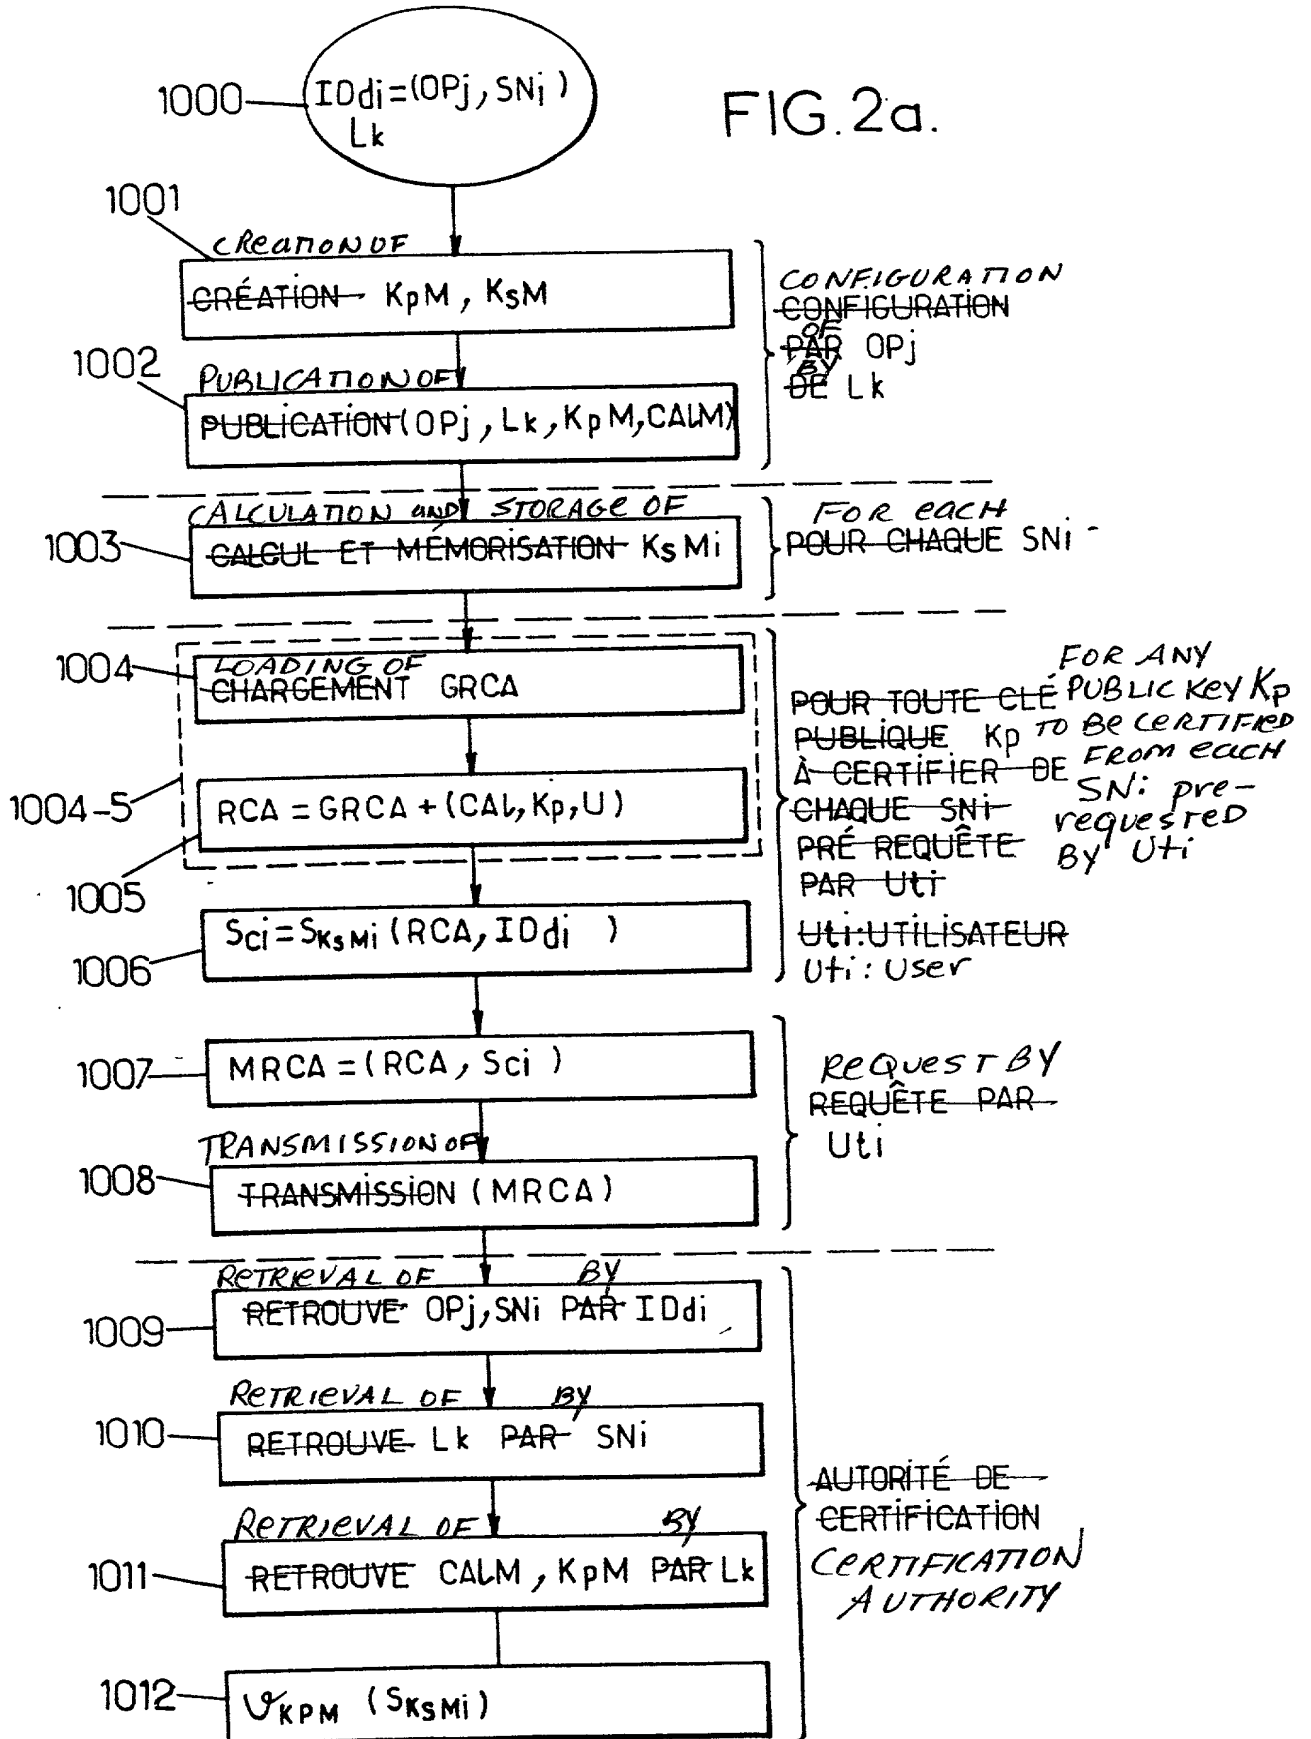 FIG.2a.
1000
IDdi=(OPj, SNi)
Lk
1001
CREATION OF
CRÉATION KpM, KsM
1002
PUBLICATION OF
PUBLICATION (OPj, Lk, KpM, CALM)
CONFIGURATION
CONFIGURATION
OF
PAR OPj
BY
DE Lk
CALCULATION AND STORAGE OF
1003
CALCUL ET MÉMORISATION KsMi
FOR each
POUR CHAQUE SNi
1004
LOADING OF
CHARGEMENT GRCA
1004-5
RCA = GRCA + (CAL, Kp, U)
1005
Sci = SKsMi (RCA, IDdi )
1006
POUR TOUTE CLÉ
PUBLIQUE Kp
À CERTIFIER DE
CHAQUE SNi
PRÉ REQUÊTE
PAR Uti
Uti: UTILISATEUR
Uti: User
FOR ANY
PUBLIC KEY Kp
TO BE CERTIFIED
FROM each
SNi pre-
requested
BY Uti
1007
MRCA = (RCA, Sci )
TRANSMISSION OF
1008
TRANSMISSION (MRCA)
REQUEST BY
REQUÊTE PAR
Uti
RETRIEVAL OF BY
1009
RETROUVE OPj, SNi PAR IDdi
RETRIEVAL OF BY
1010
RETROUVE Lk PAR SNi
RETRIEVAL OF BY
1011
RETROUVE CALM, KpM PAR Lk
AUTORITÉ DE
CERTIFICATION
CERTIFICATION
AUTHORITY
1012
𝒱KPM (SKsMi)